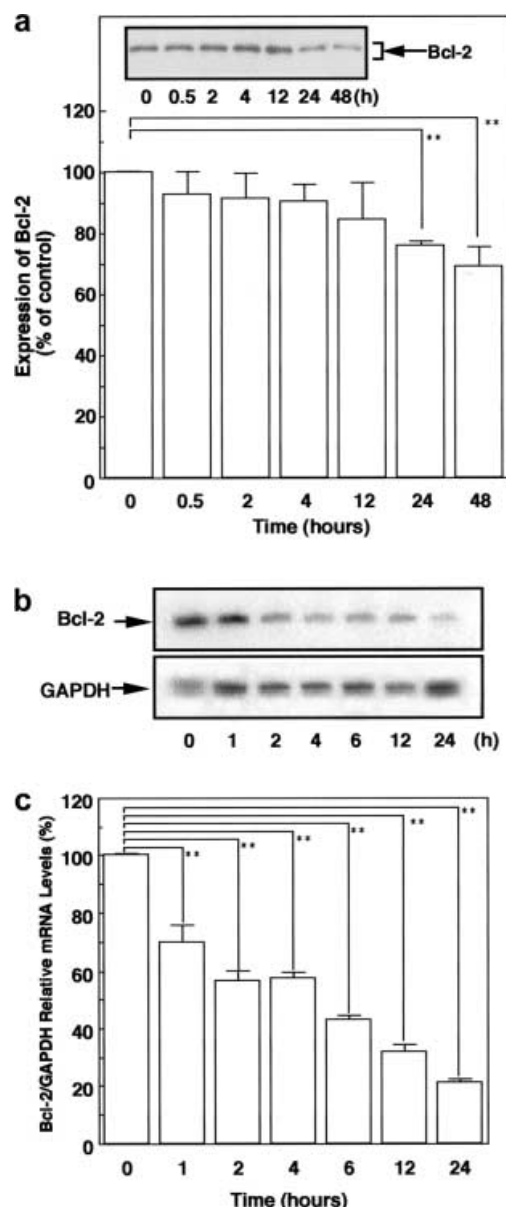 a
Bcl-2
0 0.5 2 4 12 24 48 (h)
120
100
80
60
40
20
0
Expression of Bcl-2
(% of control)
**
**
0 0.5 2 4 12 24 48
Time (hours)
b
Bcl-2
GAPDH
0 1 2 4 6 12 24 (h)
c
120
100
80
60
40
20
0
Bcl-2/GAPDH Relative mRNA Levels (%)
**
**
**
**
**
**
0 1 2 4 6 12 24
Time (hours)